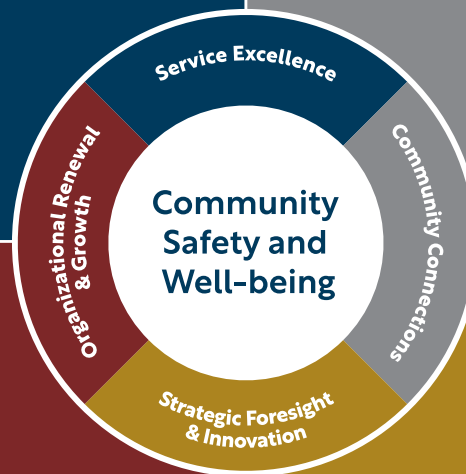 Service Excellence
Community Connections
Strategic Foresight
& Innovation
Organizational Renewal
& Growth
Community
Safety and
Well-being